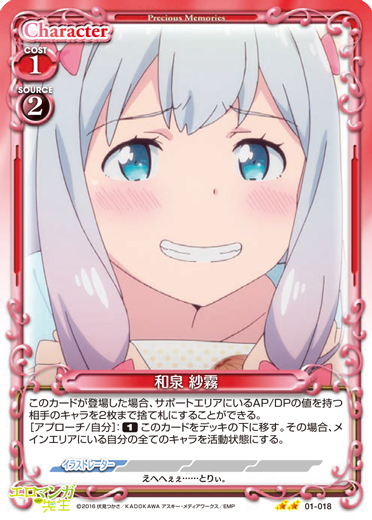 Precious Memories
Character
COST
1
SOURCE
2
和泉 紗霧
このカードが登場した場合、サポートエリアにいるAP/DPの値を持つ
相手のキャラを2枚まで捨て札にすることができる。
[アプローチ/自分]:1 このカードをデッキの下に移す。その場合、メ
インエリアにいる自分の全てのキャラを活動状態にする。
イラストレーター
えへへぇぇ……とりぃ。
エロマンガ先生
©2016 伏見つかさ/KADOKAWA アスキー・メディアワークス/EMP
01-018